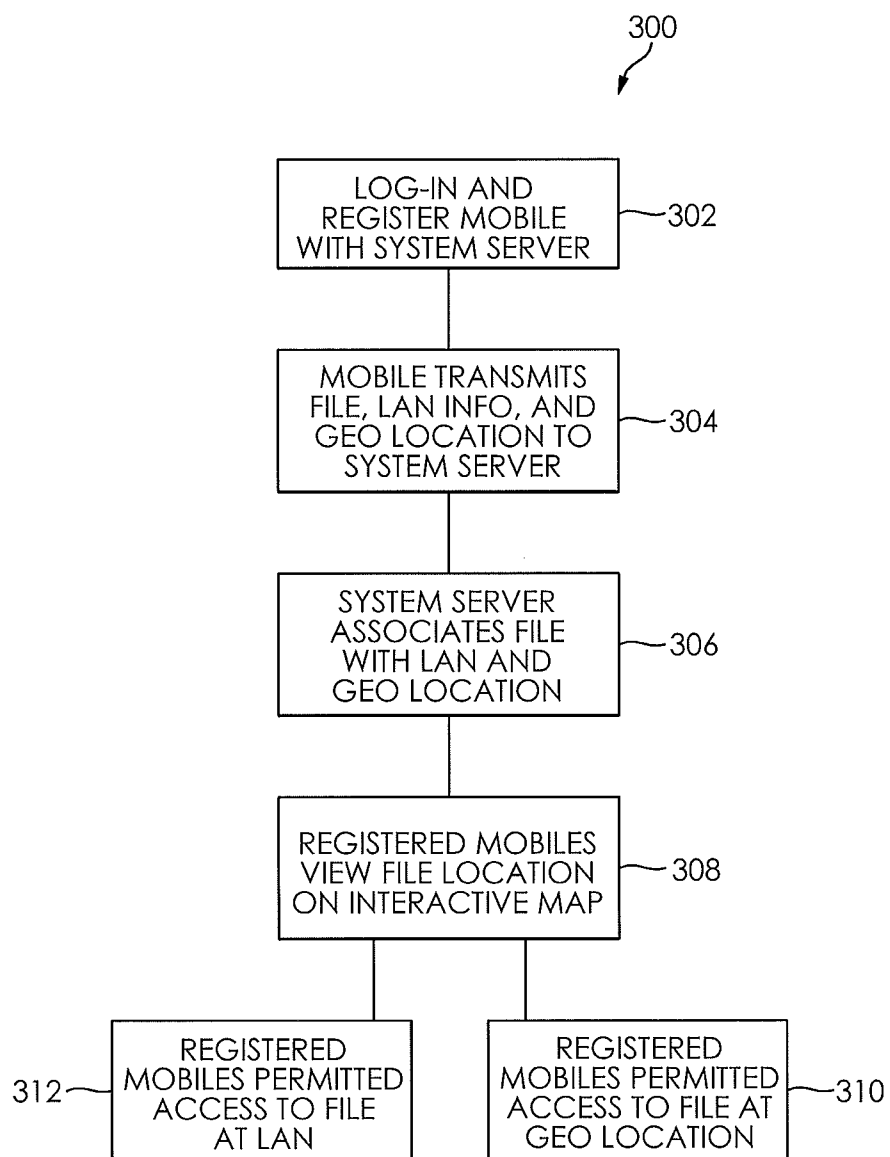 300
LOG-IN AND
REGISTER MOBILE
WITH SYSTEM SERVER
302
MOBILE TRANSMITS
FILE, LAN INFO, AND
GEO LOCATION TO
SYSTEM SERVER
304
SYSTEM SERVER
ASSOCIATES FILE
WITH LAN AND
GEO LOCATION
306
REGISTERED MOBILES
VIEW FILE LOCATION
ON INTERACTIVE MAP
308
312
REGISTERED
MOBILES PERMITTED
ACCESS TO FILE
AT LAN
REGISTERED
MOBILES PERMITTED
ACCESS TO FILE AT
GEO LOCATION
310